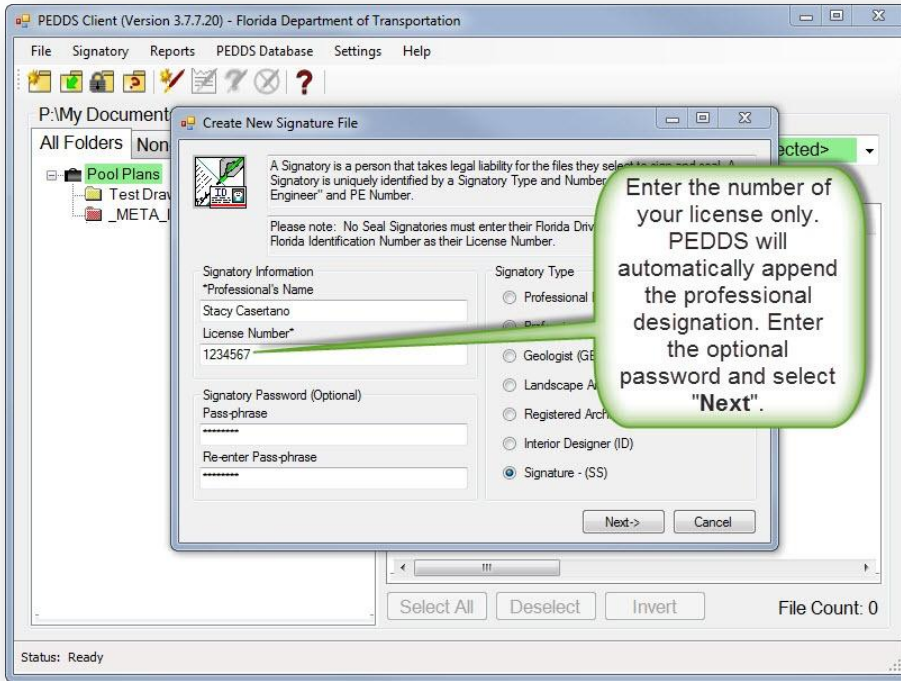 PEDDS Client (Version 3.7.7.20) - Florida Department of Transportation
File Signatory Reports PEDDS Database Settings Help
P:\My Document
All Folders Non
ected>
Pool Plans
TestDraw
_META_
Create New Signature File
A Signatory is a person that takes legal liability for the files they select to sign and seal. A
Signatory is uniquely identified by a Signatory Type and Number
Engineer" and PE Number.
Please note: No Seal Signatories must enter their Florida Driv
Florida Identification Number as their License Number.
Signatory Information
*Professional's Name
Stacy Casertano
License Number*
1234567
Signatory Password (Optional)
Pass-phrase
********
Re-enter Pass-phrase
********
Signatory Type
Professional
Geologist (GE
Landscape A
Registered Arch
Interior Designer (ID)
Signature - (SS)
Next-> Cancel
Enter the number of
your license only.
PEDDS will
automatically append
the professional
designation. Enter
the optional
password and select
"Next".
Select All Deselect Invert File Count: 0
Status: Ready